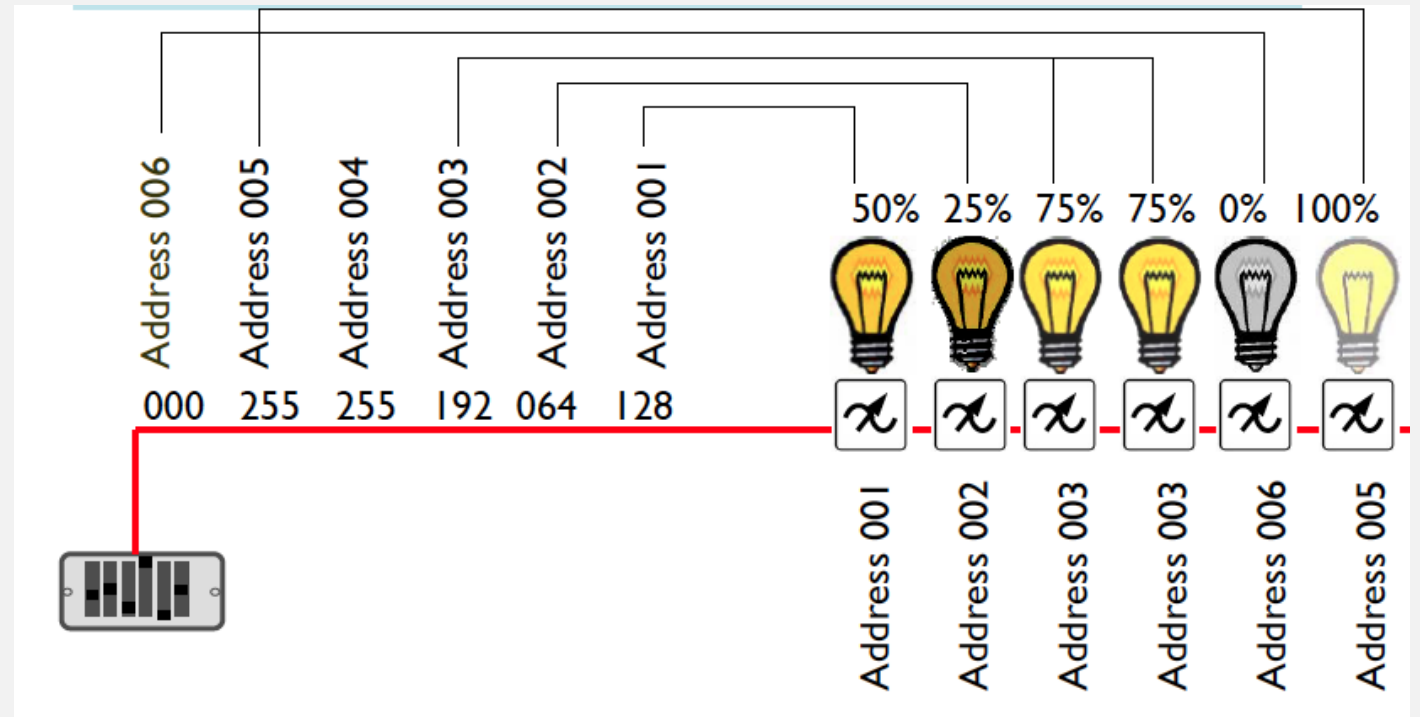 Address 006
Address 005
Address 004
Address 003
Address 002
Address 001
000 255 255 192 064 128
50% 25% 75% 75% 0% 100%
Address 001
Address 002
Address 003
Address 003
Address 006
Address 005